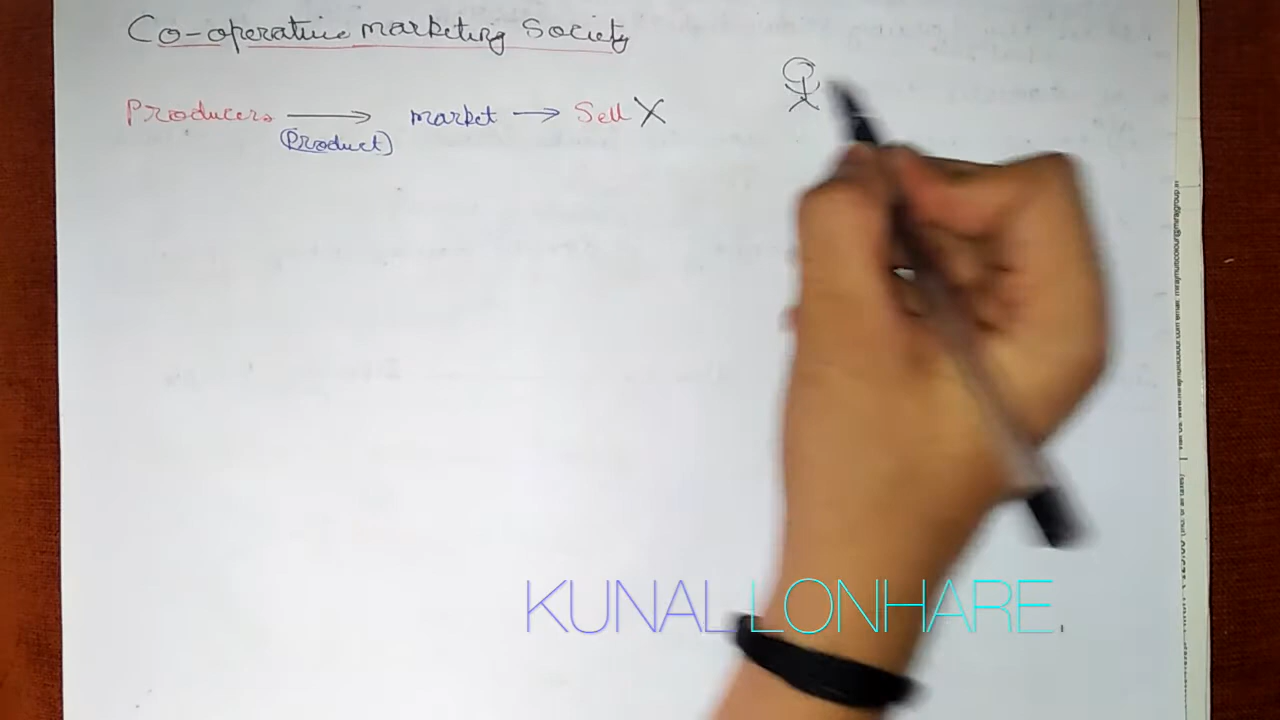 Co-operative marketing Society
Producers → market → Sell X
(Product)
KUNAL LONHARE.